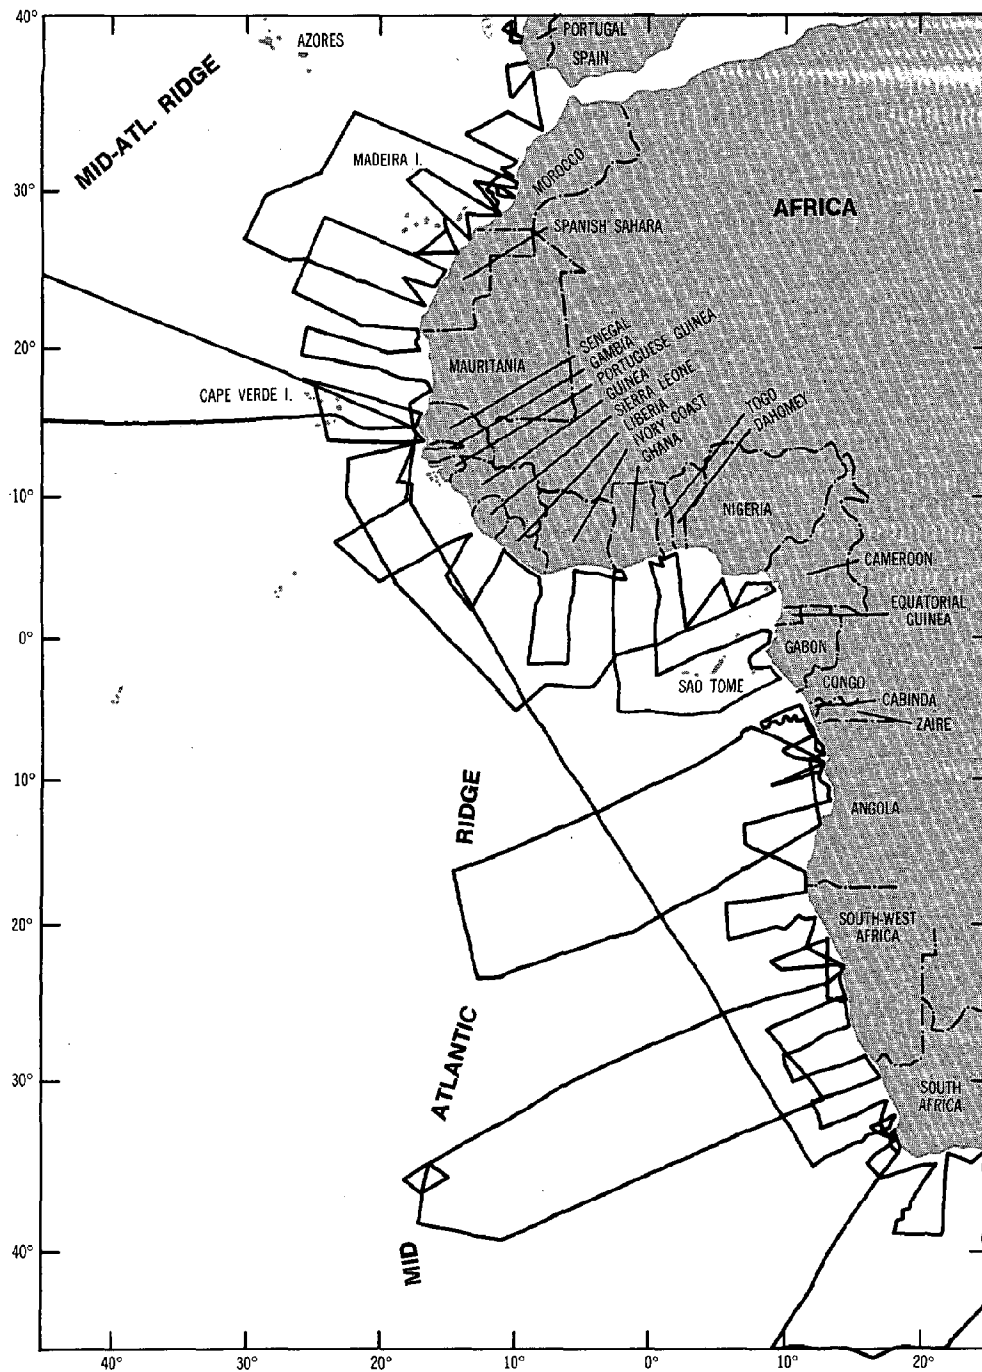 40°
AZORES
PORTUGAL
SPAIN
MID-ATL. RIDGE
MADEIRA I.
MOROCCO
30°
AFRICA
SPANISH SAHARA
20°
MAURITANIA
SENEGAL
GAMBIA
PORTUGUESE GUINEA
GUINEA
SIERRA LEONE
LIBERIA
IVORY COAST
GHANA
TOGO
DAHOMEY
CAPE VERDE I.
10°
NIGERIA
CAMEROON
EQUATORIAL
GUINEA
0°
GABON
CONGO
SAO TOME
CABINDA
ZAIRE
10°
RIDGE
ANGOLA
20°
SOUTH-WEST
AFRICA
ATLANTIC
30°
SOUTH
AFRICA
40°
MID
40°
30°
20°
10°
0°
10°
20°